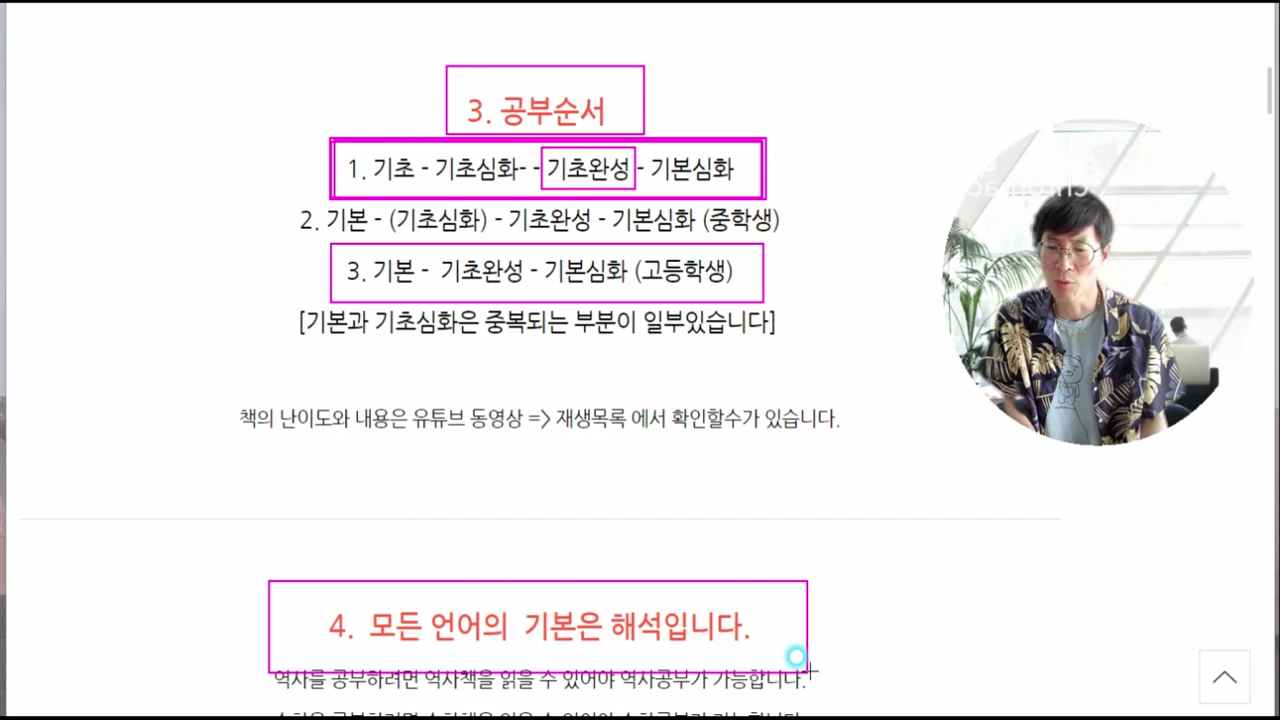 3. 공부순서
1. 기초 - 기초심화- - 기초완성 - 기본심화
2. 기본 - (기초심화) - 기초완성 - 기본심화 (중학생)
3. 기본 - 기초완성 - 기본심화 (고등학생)
[기본과 기초심화은 중복되는 부분이 일부있습니다]
책의 난이도와 내용은 유튜브 동영상 => 재생목록 에서 확인할수가 있습니다.
4. 모든 언어의 기본은 해석입니다.
역사를 공부하려면 역사책을 읽을 수 있어야 역사공부가 가능합니다.